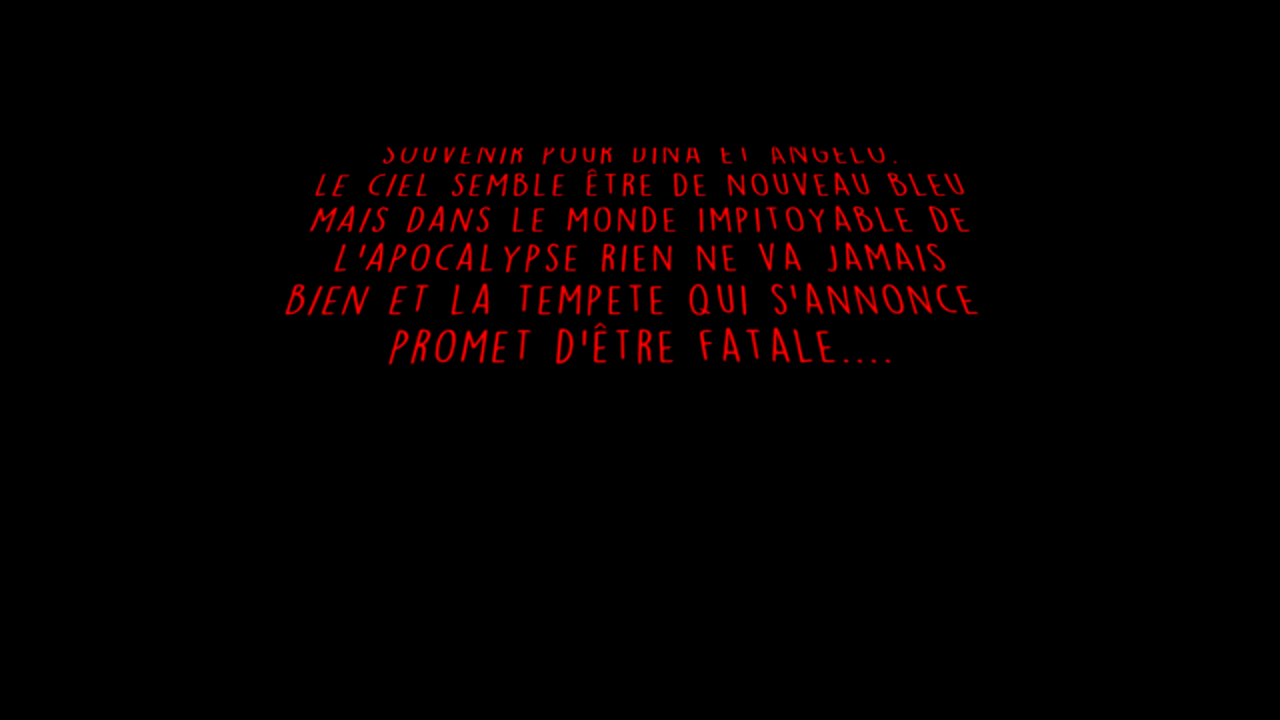 SOUVENIR POUR DINA ET ANGELO.
LE CIEL SEMBLE ÊTRE DE NOUVEAU BLEU
MAIS DANS LE MONDE IMPITOYABLE DE
L'APOCALYPSE RIEN NE VA JAMAIS
BIEN ET LA TEMPETE QUI S'ANNONCE
PROMET D'ÊTRE FATALE....